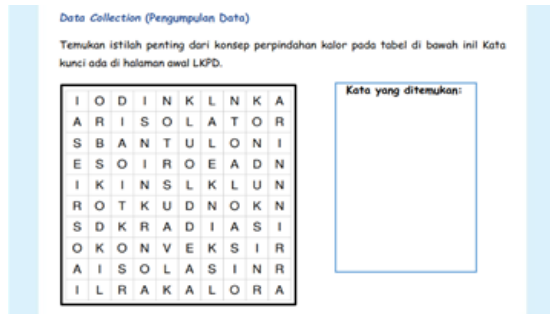 Data Collection (Pengumpulan Data)
Temukan istilah penting dari konsep perpindahan kalor pada tabel di bawah ini! Kata
kunci ada di halaman awal LKPD.
I O D I N K L N K A
A R I S O L A T O R
S B A N T U L O N I
E S O I R O E A D N
I K I N S L K L U N
R O T K U D N O K N
S D K R A D I A S I
O K O N V E K S I R
A I S O L A S I N R
I L R A K A L O R A
Kata yang ditemukan: